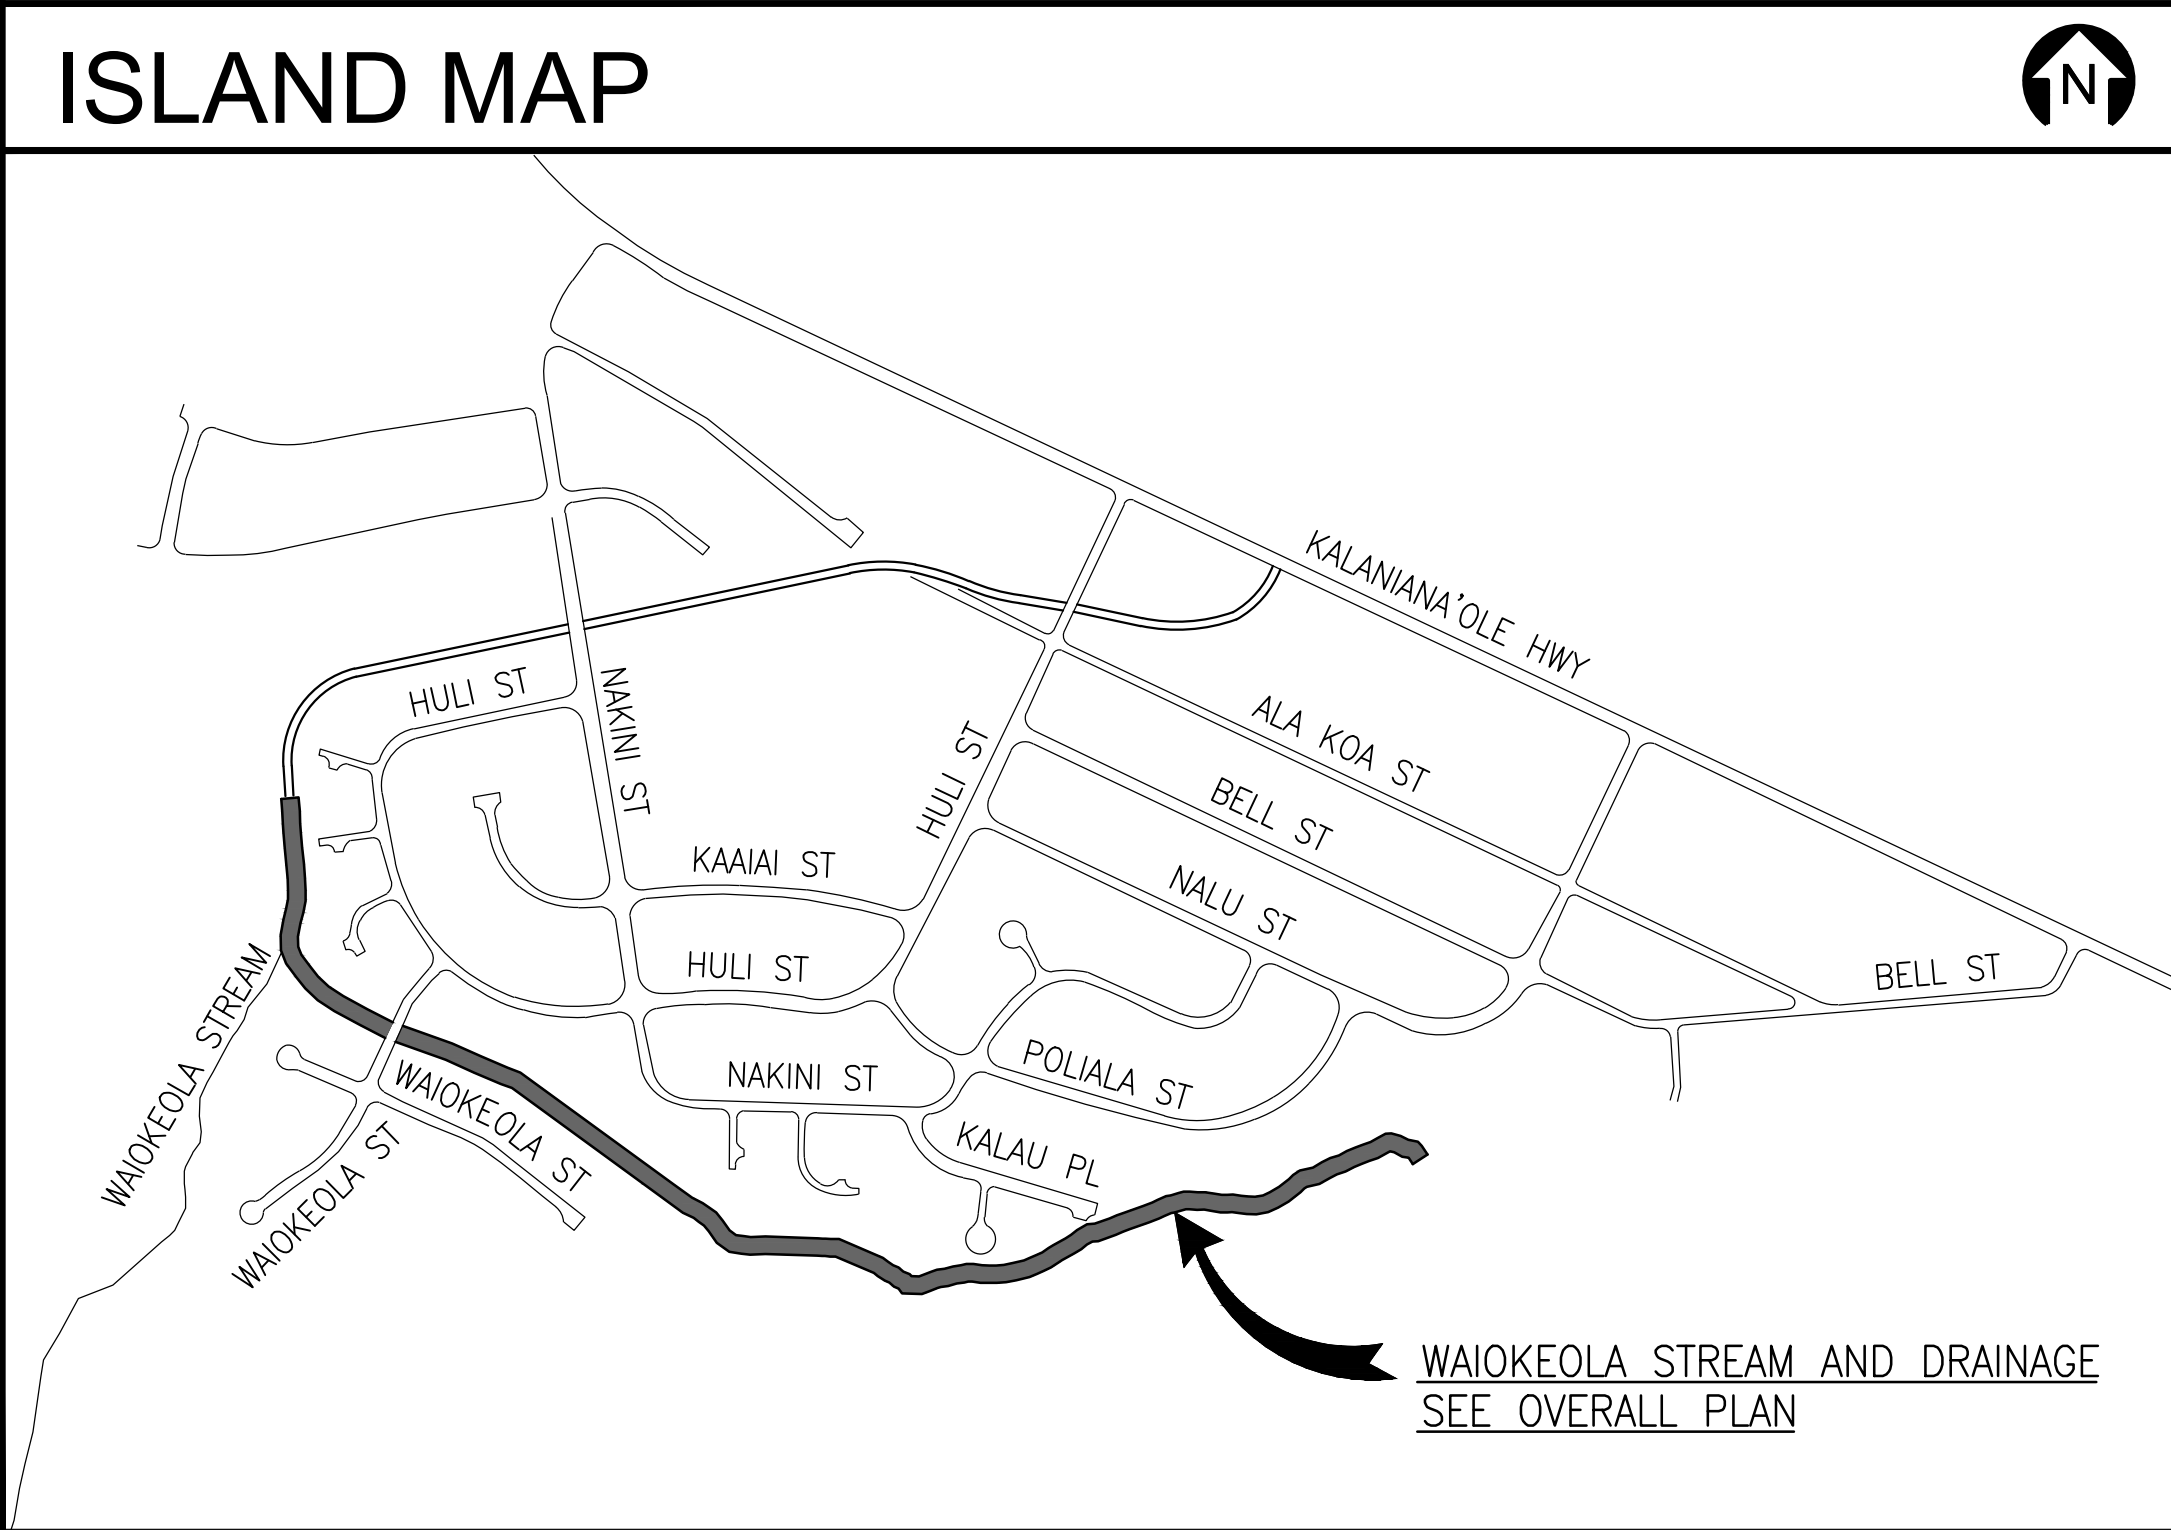 ISLAND MAP
N
KALANIANA'OLE HWY
HULI ST
NAKINI ST
ALA KOA ST
HULI ST
BELL ST
KAAIAI ST
NALU ST
HULI ST
BELL ST
WAIOKEOLA STREAM
NAKINI ST
POLIALA ST
WAIOKEOLA ST
KALAU PL
WAIOKEOLA ST
WAIOKEOLA STREAM AND DRAINAGE
SEE OVERALL PLAN